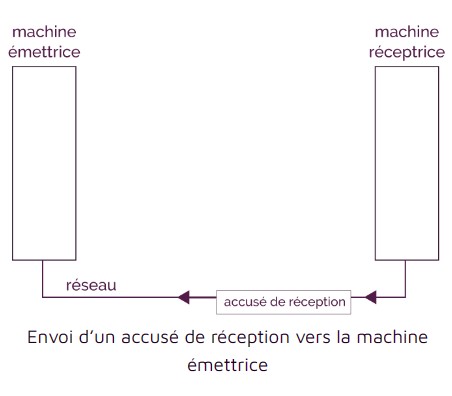 machine
émettrice
machine
réceptrice
réseau
accusé de réception
Envoi d’un accusé de réception vers la machine
émettrice